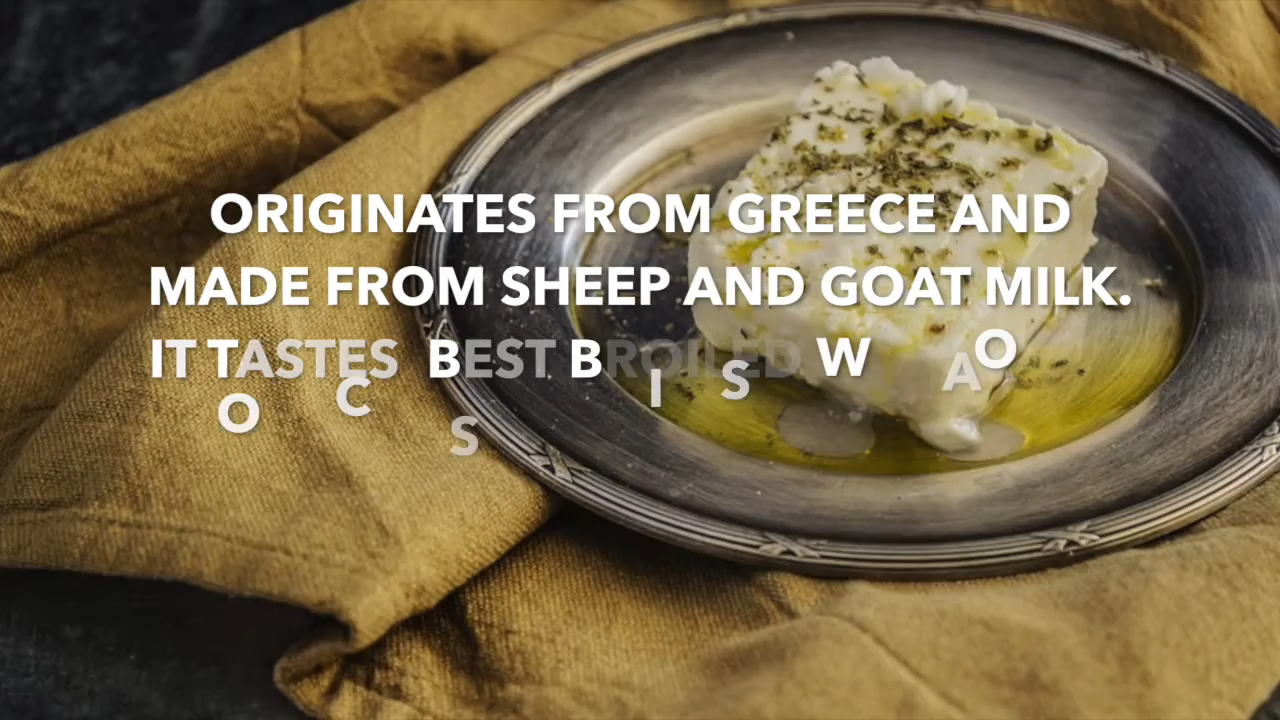 ORIGINATES FROM GREECE AND
MADE FROM SHEEP AND GOAT MILK.
IT TASTES BEST BROILED.